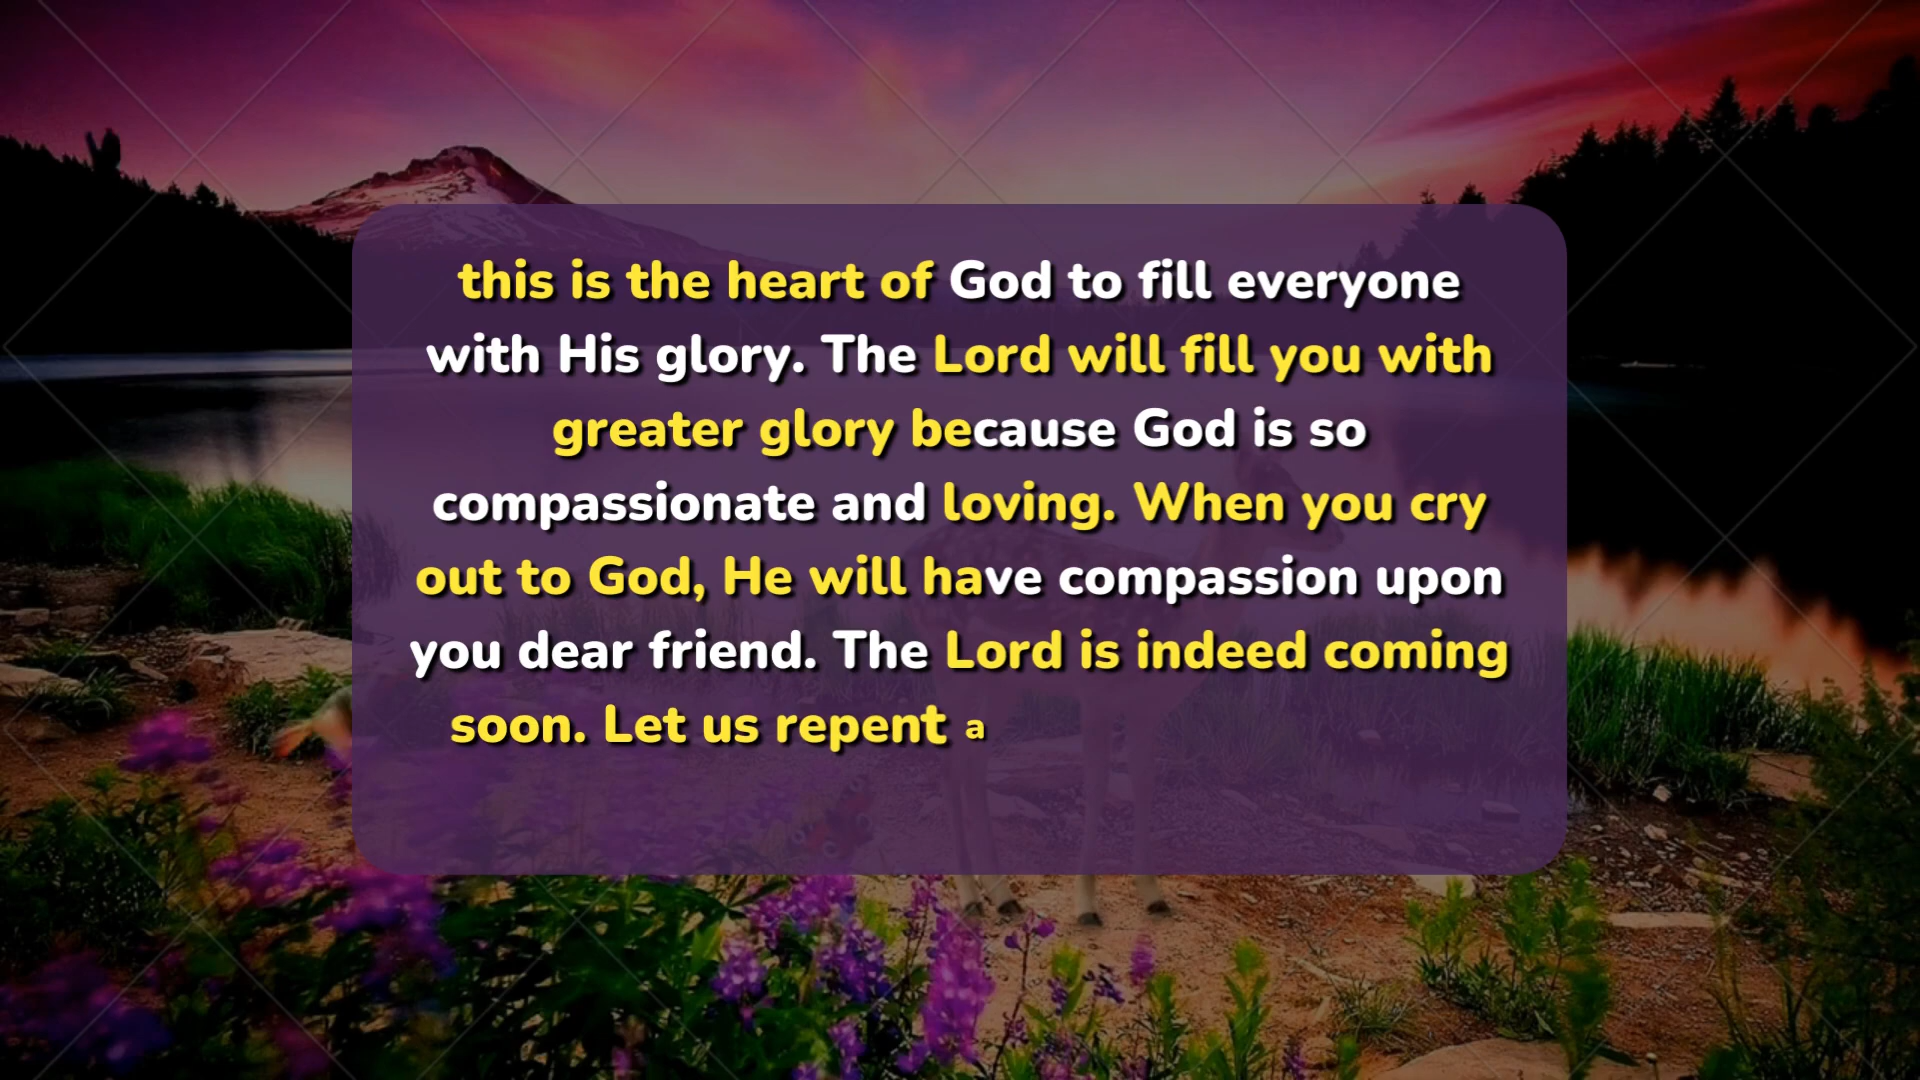 this is the heart of God to fill everyone
with His glory. The Lord will fill you with
greater glory because God is so
compassionate and loving. When you cry
out to God, He will have compassion upon
you dear friend. The Lord is indeed coming
soon. Let us repent a